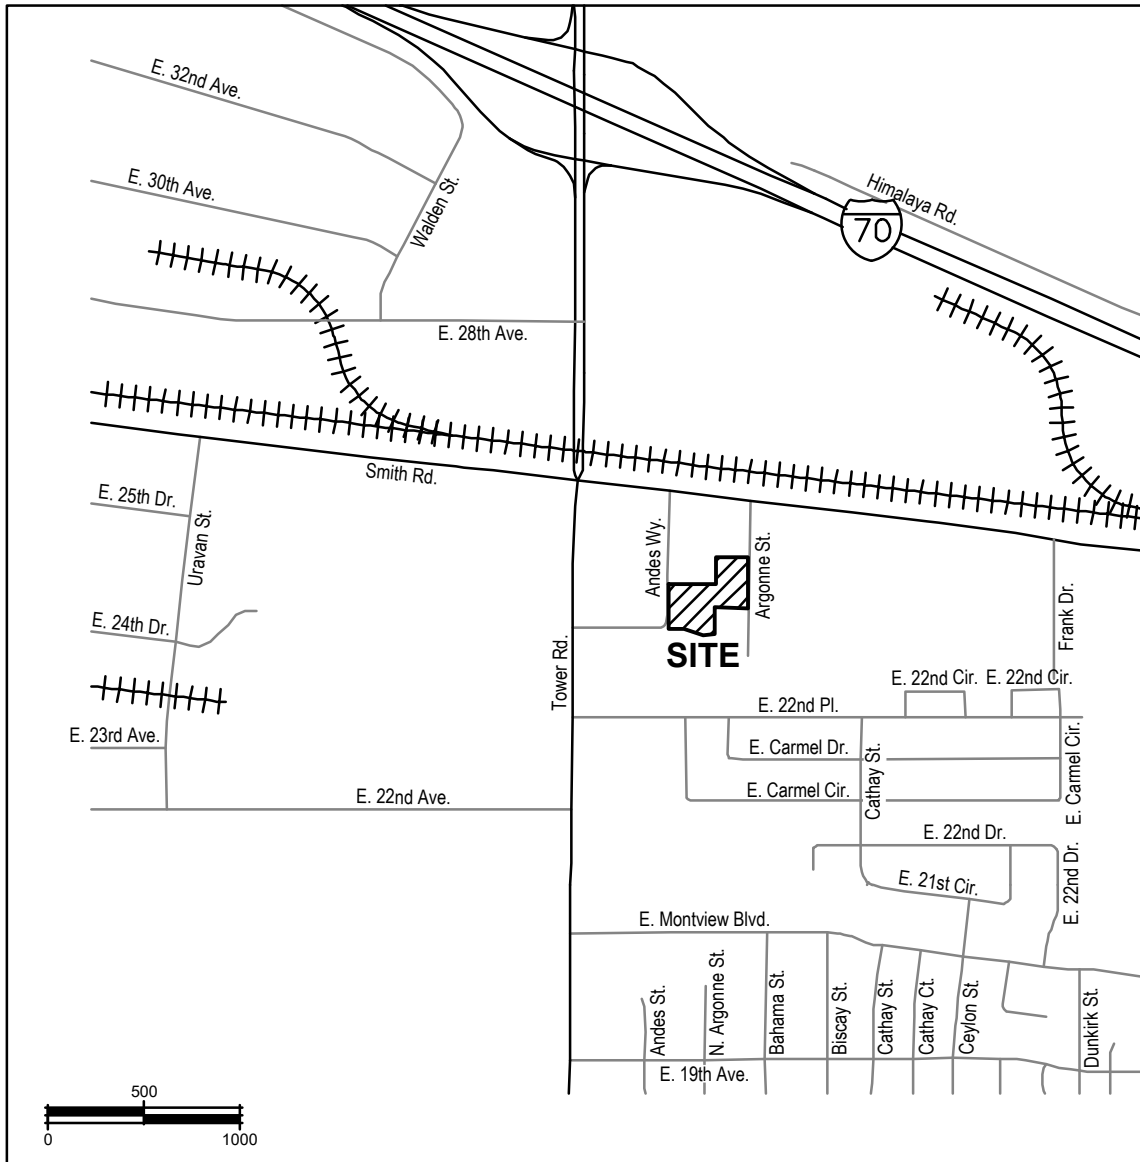 E. 32nd Ave.
E. 30th Ave.
Walden St.
Himalaya Rd.
70
E. 28th Ave.
Smith Rd.
E. 25th Dr.
Uravan St.
Andes Wy.
Argonne St.
E. 24th Dr.
Frank Dr.
SITE
Tower Rd.
E. 22nd Cir.
E. 22nd Cir.
E. 22nd Pl.
E. 23rd Ave.
E. Carmel Dr.
Cathay St.
E. Carmel Cir.
E. Carmel Cir.
E. 22nd Ave.
E. 22nd Dr.
E. 21st Cir.
E. 22nd Dr.
E. Montview Blvd.
Andes St.
N. Argonne St.
Bahama St.
Biscay St.
Cathay St.
Cathay Ct.
Ceylon St.
Dunkirk St.
E. 19th Ave.
500
0
1000